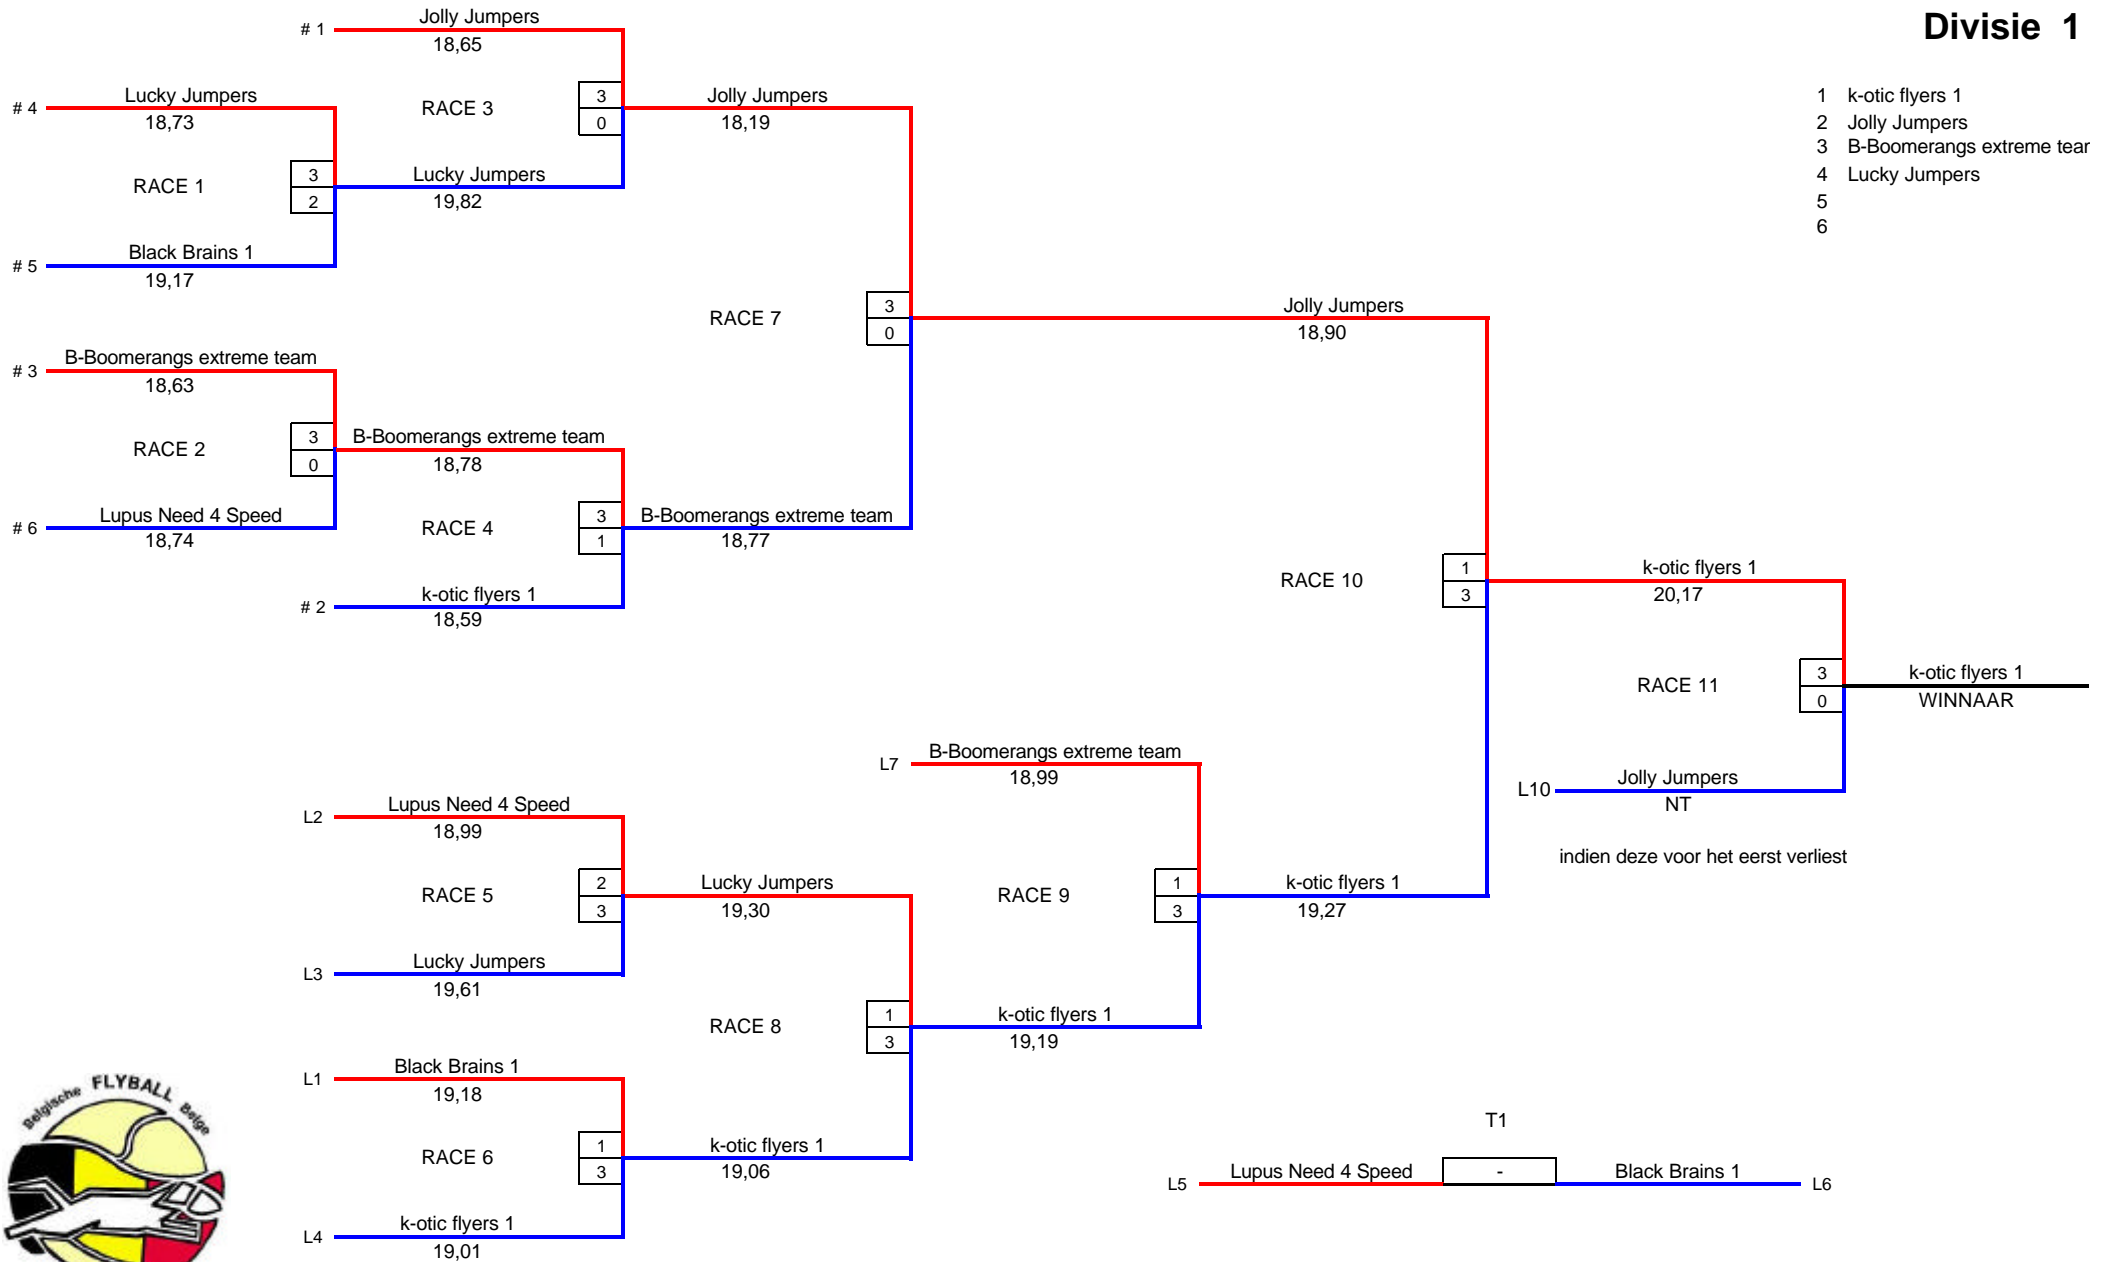 Divisie 1
1 k-otic flyers 1
2 Jolly Jumpers
3 B-Boomerangs extreme tear
4 Lucky Jumpers
5
6
# 1 Jolly Jumpers
18,65
# 4 Lucky Jumpers
18,73
RACE 1
3
2
# 5 Black Brains 1
19,17
RACE 3
3
0
Lucky Jumpers
19,82
# 3 B-Boomerangs extreme team
18,63
RACE 2
3
0
# 6 Lupus Need 4 Speed
18,74
B-Boomerangs extreme team
18,78
RACE 4
3
1
# 2 k-otic flyers 1
18,59
Jolly Jumpers
18,19
RACE 7
3
0
B-Boomerangs extreme team
18,77
Jolly Jumpers
18,90
RACE 10
1
3
k-otic flyers 1
19,27
k-otic flyers 1
20,17
RACE 11
3
0
L10 Jolly Jumpers
NT
indien deze voor het eerst verliest
k-otic flyers 1
WINNAAR
L7 B-Boomerangs extreme team
18,99
RACE 9
1
3
k-otic flyers 1
19,19
L2 Lupus Need 4 Speed
18,99
RACE 5
2
3
L3 Lucky Jumpers
19,61
Lucky Jumpers
19,30
RACE 8
1
3
k-otic flyers 1
19,06
L1 Black Brains 1
19,18
RACE 6
1
3
L4 k-otic flyers 1
19,01
T1
L5 Lupus Need 4 Speed - Black Brains 1 L6
Belgische FLYBALL Belge